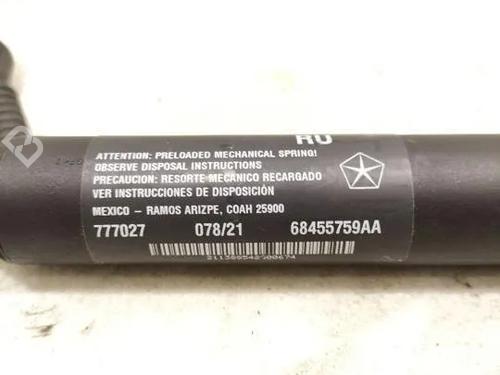 RU
ATTENTION: PRELOADED MECHANICAL SPRING!
OBSERVE DISPOSAL INSTRUCTIONS
PRECAUCION: RESORTE MECANICO RECARGADO
VER INSTRUCCIONES DE DISPOSICIÓN
MEXICO – RAMOS ARIZPE, COAH 25900
777027 078/21 68455759AA